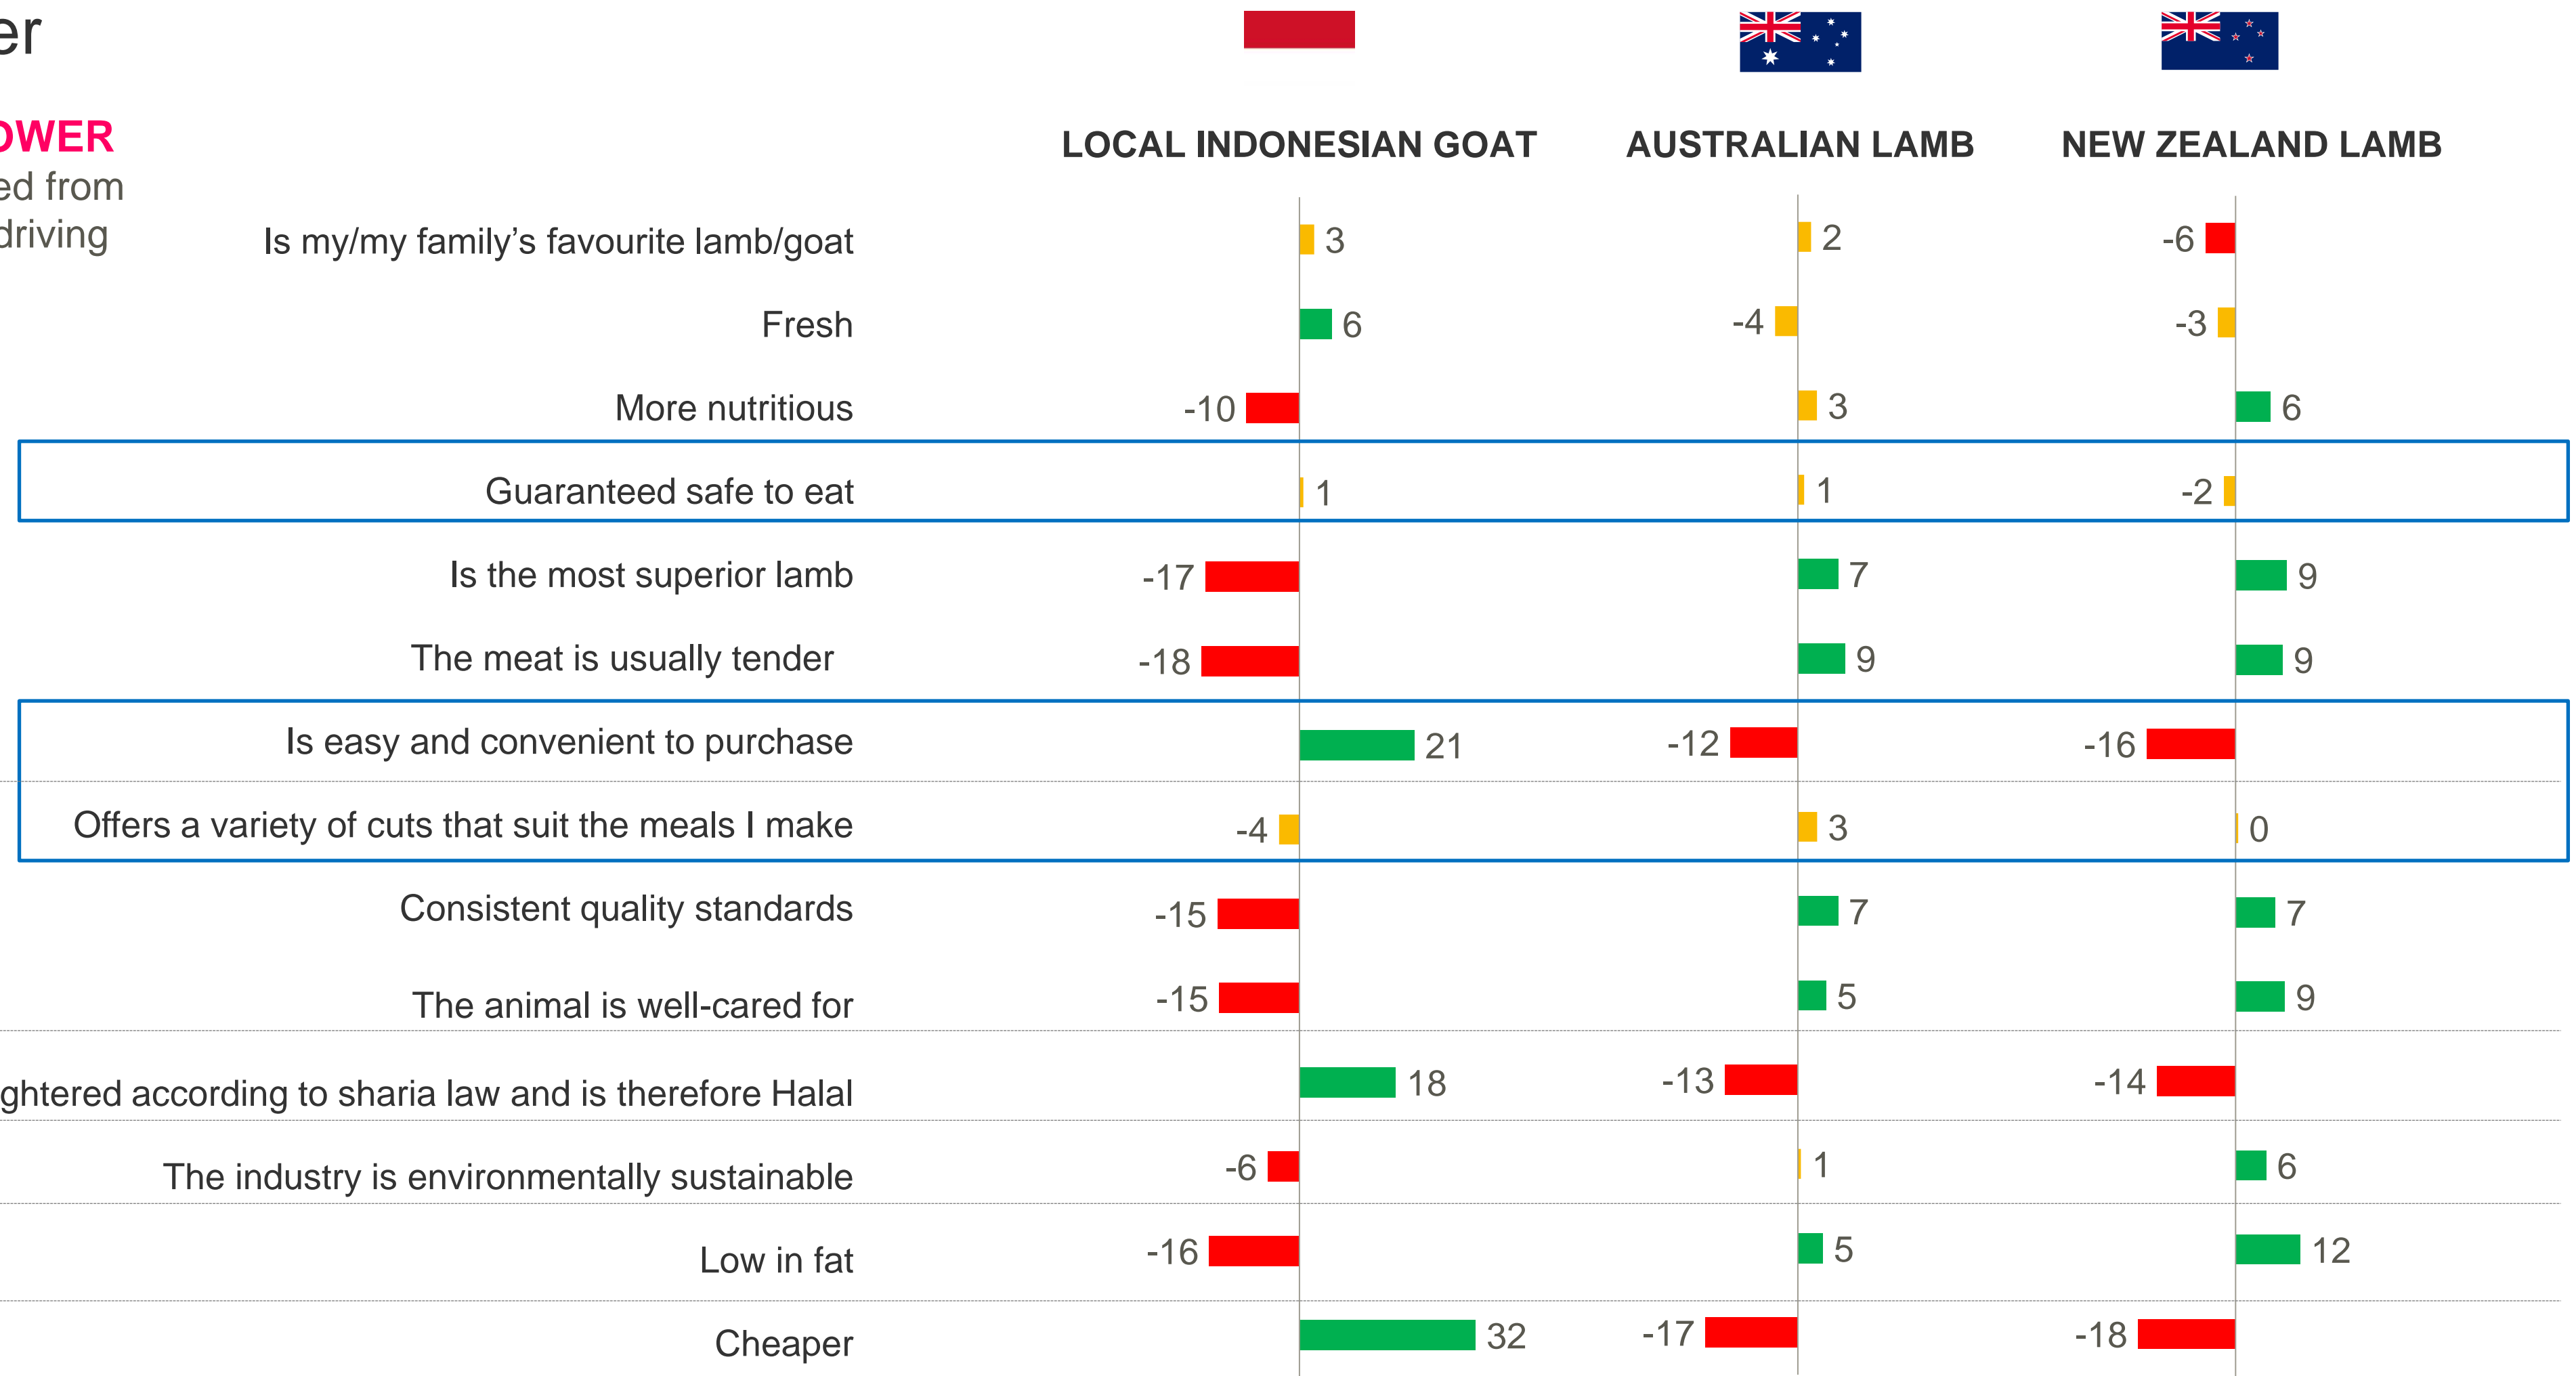 er
OWER
ed from
driving
LOCAL INDONESIAN GOAT AUSTRALIAN LAMB NEW ZEALAND LAMB
Is my/my family’s favourite lamb/goat 3 2 -6
Fresh 6 -4 -3
More nutritious -10 3 6
Guaranteed safe to eat 1 1 -2
Is the most superior lamb -17 7 9
The meat is usually tender -18 9 9
Is easy and convenient to purchase 21 -12 -16
Offers a variety of cuts that suit the meals I make -4 3 0
Consistent quality standards -15 7 7
The animal is well-cared for -15 5 9
ghtered according to sharia law and is therefore Halal 18 -13 -14
The industry is environmentally sustainable -6 1 6
Low in fat -16 5 12
Cheaper 32 -17 -18